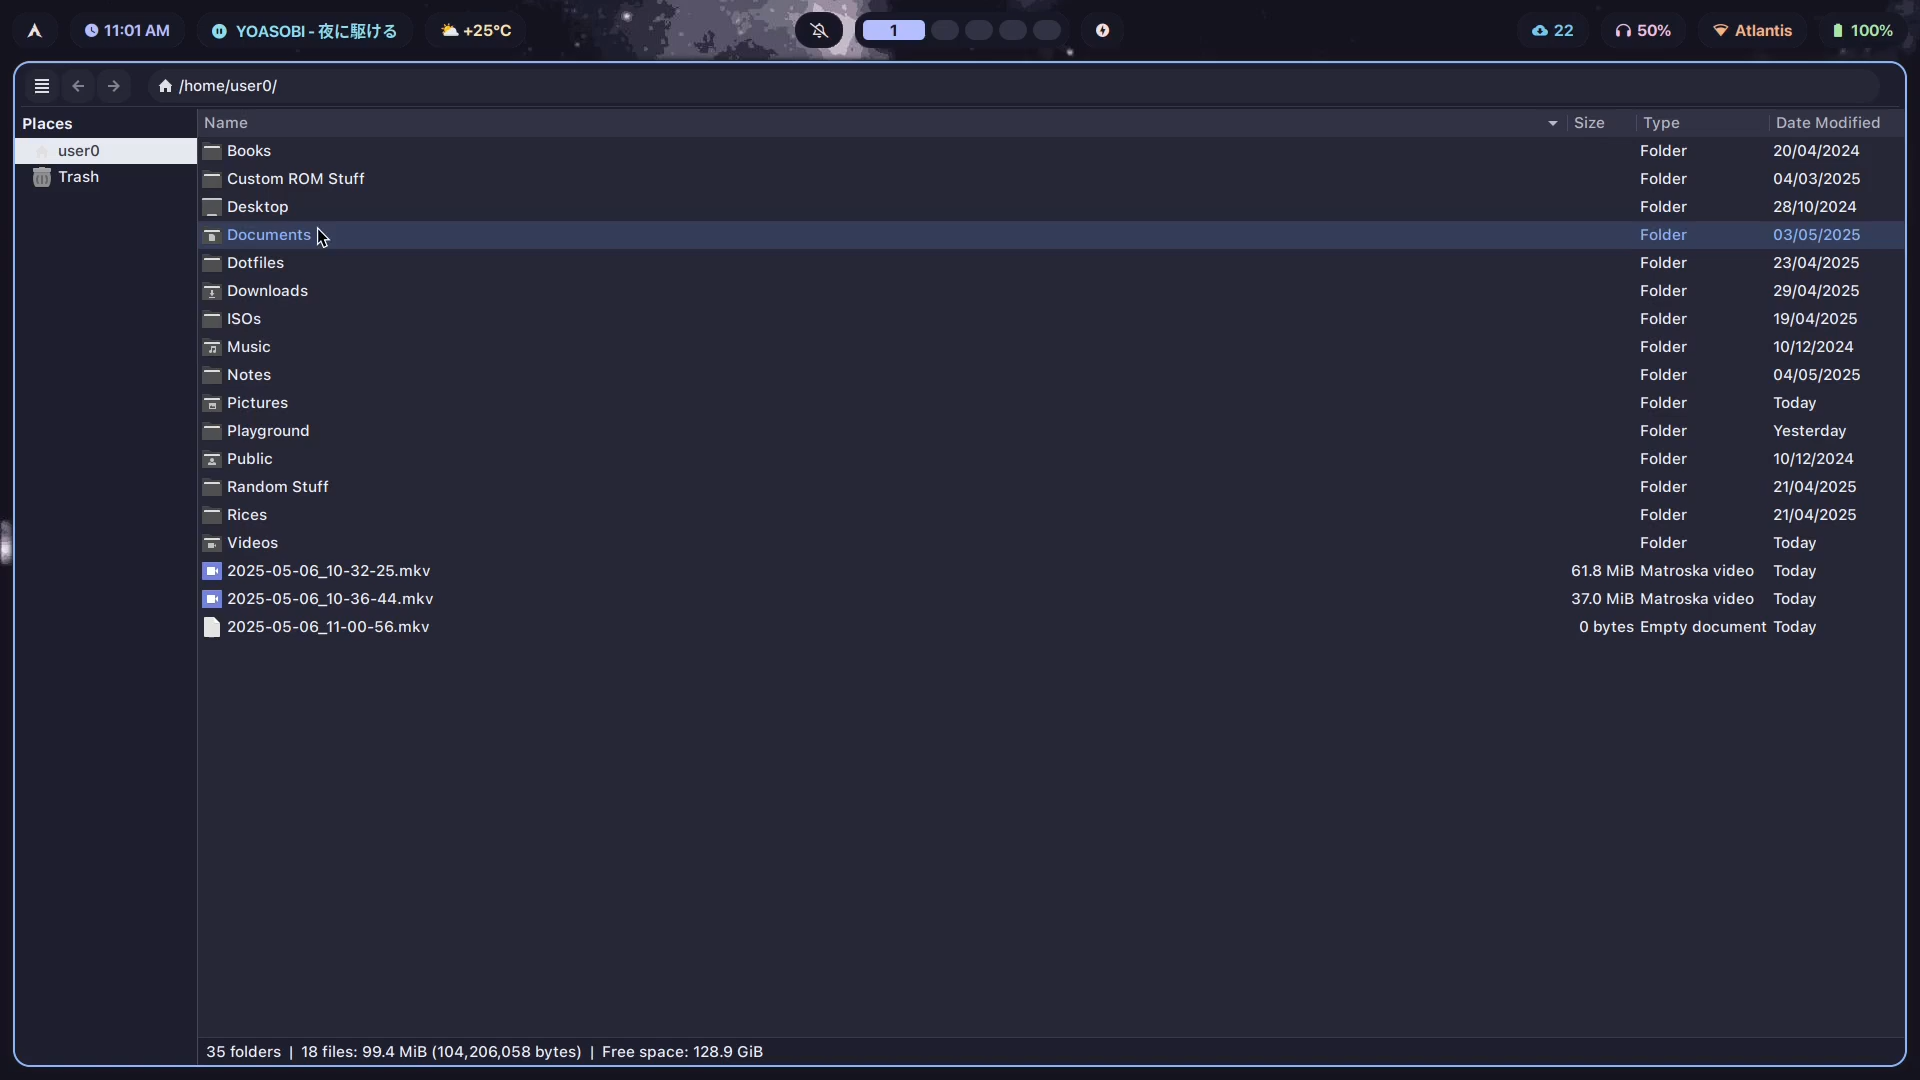 11:01 AM YOASOBI - 夜に駆ける +25°C 1 22 50% Atlantis 100%
/home/user0/
Places
user0
Trash
Name Size Type Date Modified
Books Folder 20/04/2024
Custom ROM Stuff Folder 04/03/2025
Desktop Folder 28/10/2024
Documents Folder 03/05/2025
Dotfiles Folder 23/04/2025
Downloads Folder 29/04/2025
ISOs Folder 19/04/2025
Music Folder 10/12/2024
Notes Folder 04/05/2025
Pictures Folder Today
Playground Folder Yesterday
Public Folder 10/12/2024
Random Stuff Folder 21/04/2025
Rices Folder 21/04/2025
Videos Folder Today
2025-05-06_10-32-25.mkv 61.8 MiB Matroska video Today
2025-05-06_10-36-44.mkv 37.0 MiB Matroska video Today
2025-05-06_11-00-56.mkv 0 bytes Empty document Today
35 folders | 18 files: 99.4 MiB (104,206,058 bytes) | Free space: 128.9 GiB